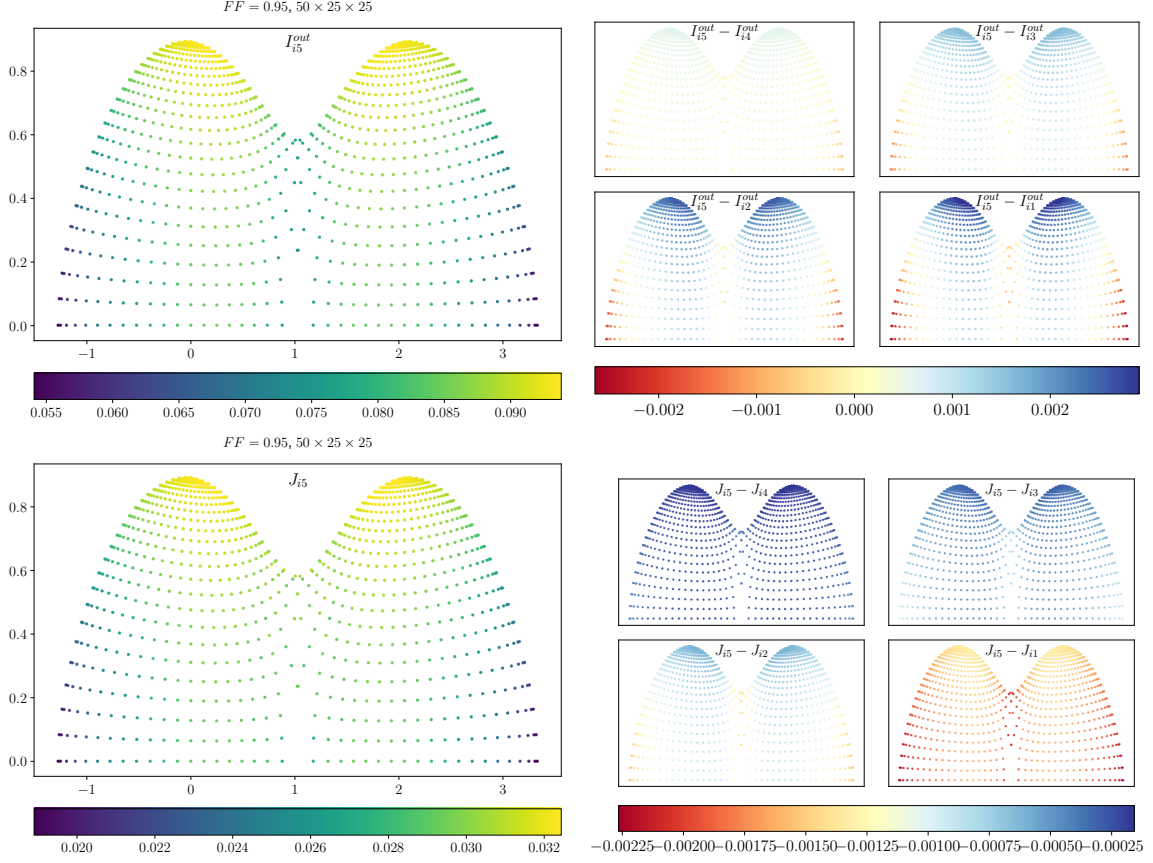 FF = 0.95, 50 × 25 × 25
I_{i5}^{out}
0.8
0.6
0.4
0.2
0.0
−1 0 1 2 3
0.055 0.060 0.065 0.070 0.075 0.080 0.085 0.090
I_{i5}^{out} − I_{i4}^{out}
I_{i5}^{out} − I_{i3}^{out}
I_{i5}^{out} − I_{i2}^{out}
I_{i5}^{out} − I_{i1}^{out}
−0.002 −0.001 0.000 0.001 0.002
FF = 0.95, 50 × 25 × 25
J_{i5}
0.8
0.6
0.4
0.2
0.0
−1 0 1 2 3
0.020 0.022 0.024 0.026 0.028 0.030 0.032
J_{i5} − J_{i4}
J_{i5} − J_{i3}
J_{i5} − J_{i2}
J_{i5} − J_{i1}
−0.00225 −0.00200 −0.00175 −0.00150 −0.00125 −0.00100 −0.00075 −0.00050 −0.00025